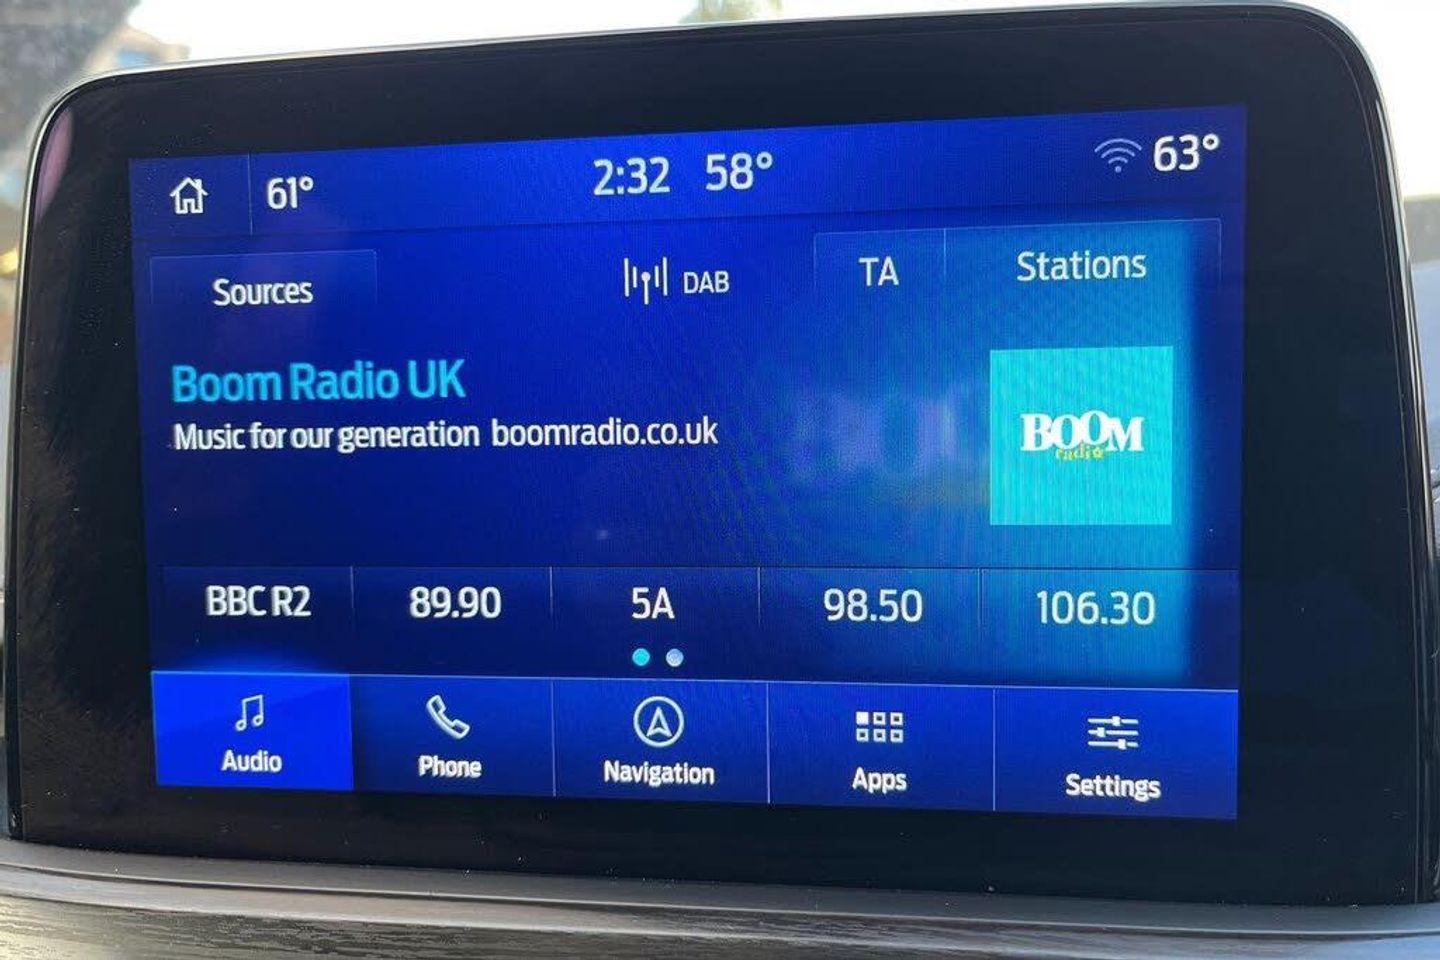 61° 2:32 58° 63°
Sources DAB TA Stations
Boom Radio UK
Music for our generation boomradio.co.uk
BOOM
radio
BBC R2 89.90 5A 98.50 106.30
Audio Phone Navigation Apps Settings